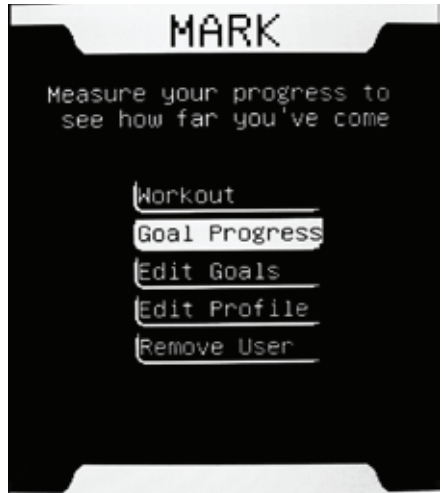 MARK
Measure your progress to
see how far you've come
Workout
Goal Progress
Edit Goals
Edit Profile
Remove User